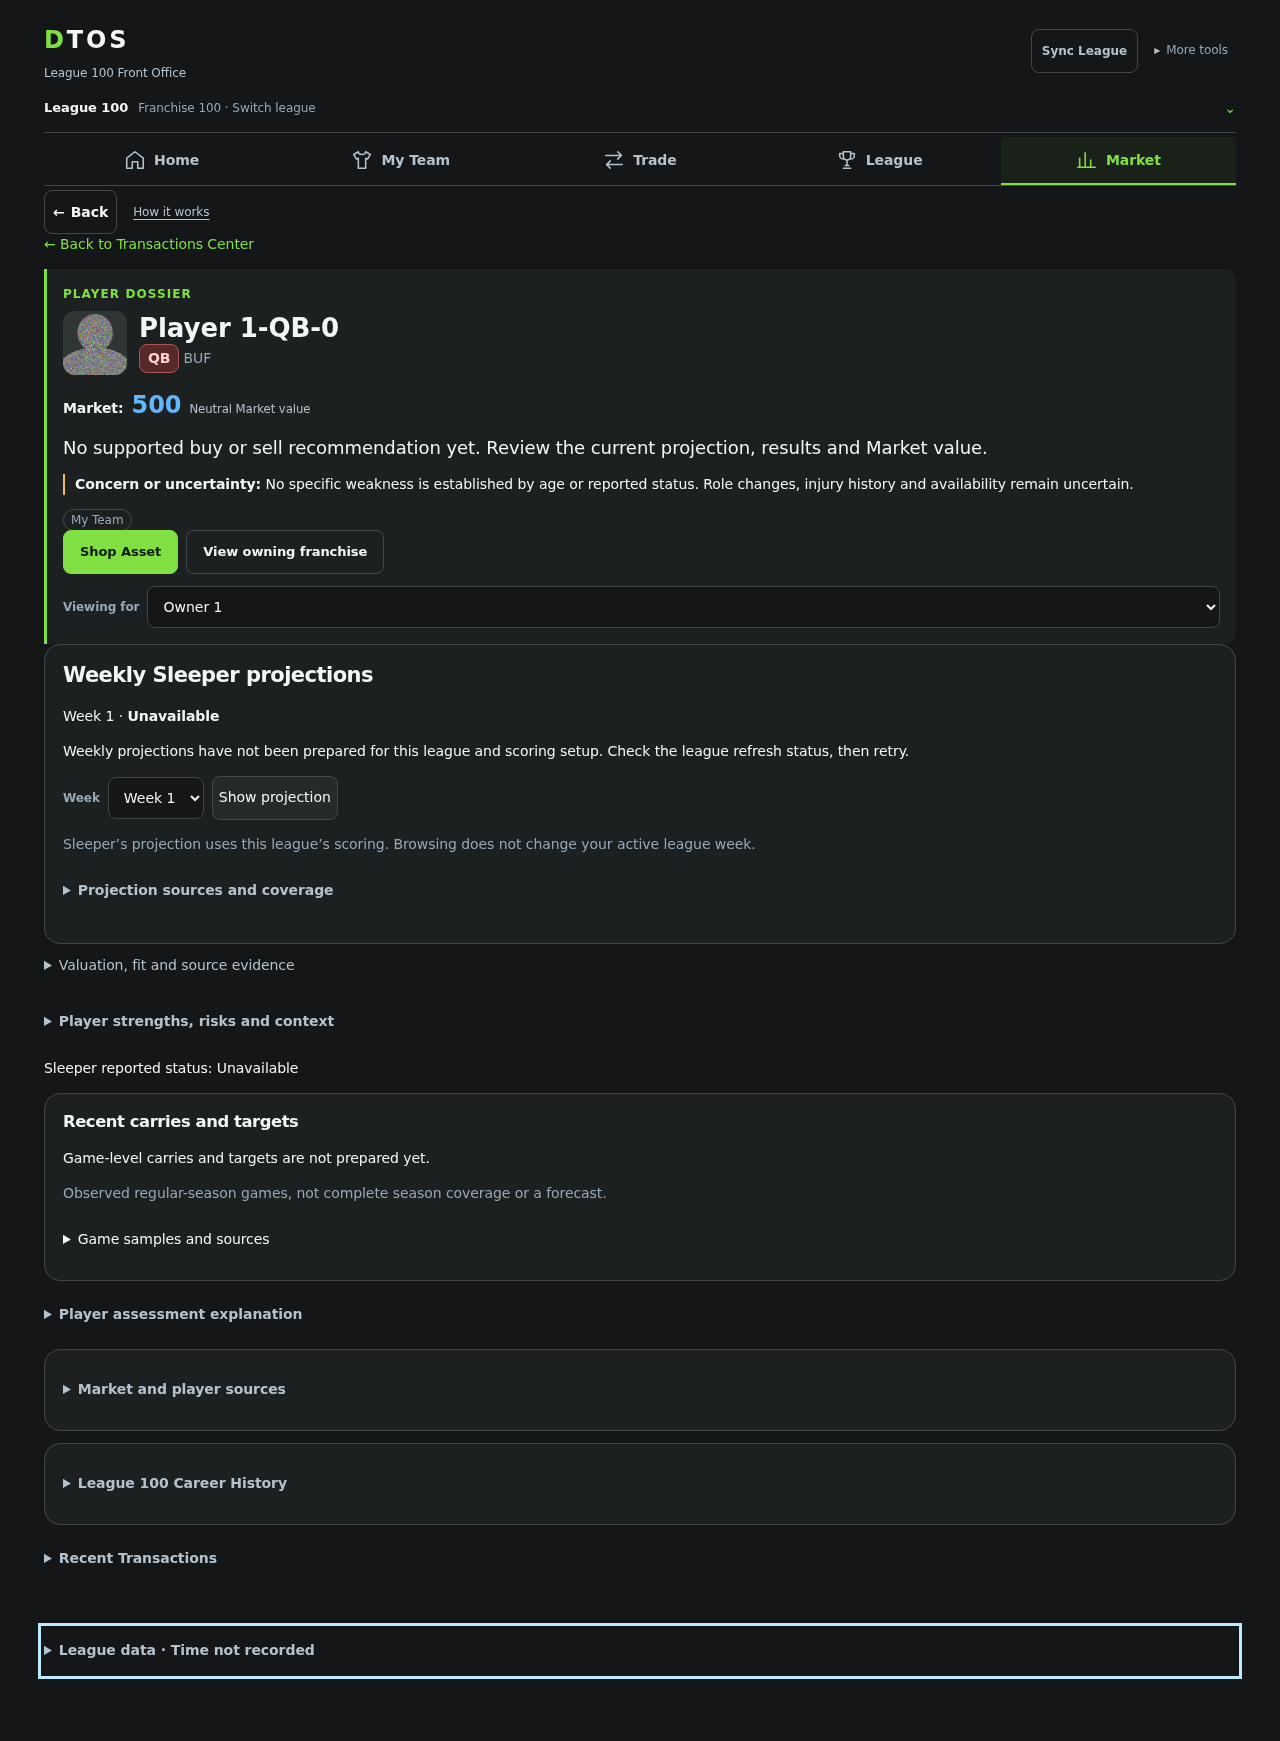 DTOS
League 100 Front Office
Sync League
▸ More tools
League 100 Franchise 100 · Switch league
Home
My Team
Trade
League
Market
← Back
How it works
← Back to Transactions Center
PLAYER DOSSIER
Player 1-QB-0
QB BUF
Market: 500 Neutral Market value
No supported buy or sell recommendation yet. Review the current projection, results and Market value.
Concern or uncertainty: No specific weakness is established by age or reported status. Role changes, injury history and availability remain uncertain.
My Team
Shop Asset
View owning franchise
Viewing for Owner 1
Weekly Sleeper projections
Week 1 · Unavailable
Weekly projections have not been prepared for this league and scoring setup. Check the league refresh status, then retry.
Week Week 1 Show projection
Sleeper’s projection uses this league’s scoring. Browsing does not change your active league week.
▶ Projection sources and coverage
▶ Valuation, fit and source evidence
▶ Player strengths, risks and context
Sleeper reported status: Unavailable
Recent carries and targets
Game-level carries and targets are not prepared yet.
Observed regular-season games, not complete season coverage or a forecast.
▶ Game samples and sources
▶ Player assessment explanation
▶ Market and player sources
▶ League 100 Career History
▶ Recent Transactions
▶ League data · Time not recorded